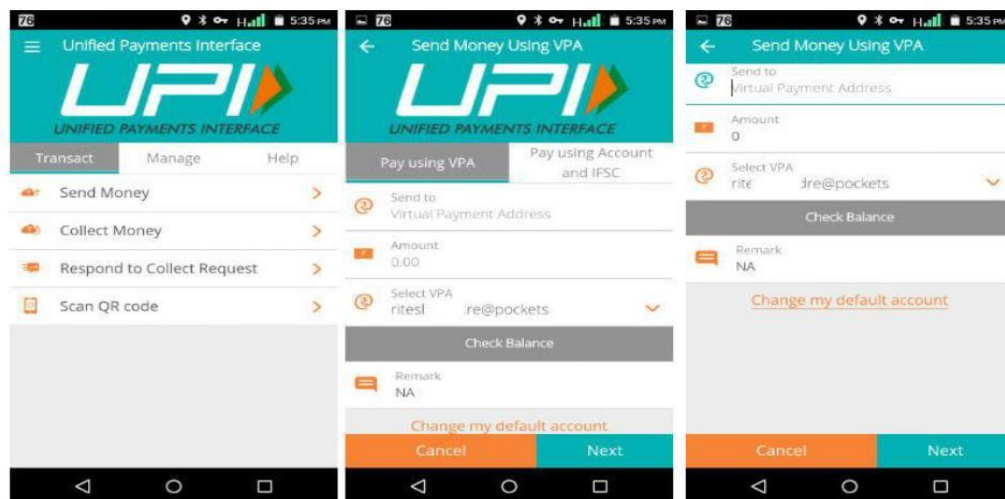 76
H 5:35 PM
Unified Payments Interface
UPI
UNIFIED PAYMENTS INTERFACE
Transact Manage Help
Send Money
Collect Money
Respond to Collect Request
Scan QR code
76
H 5:35 PM
Send Money Using VPA
UPI
UNIFIED PAYMENTS INTERFACE
Pay using VPA
Pay using Account
and IFSC
Send to
Virtual Payment Address
Amount
0.00
Select VPA
re@pockets
Check Balance
Remark
NA
Change my default account
Cancel Next
76
H 5:35 PM
Send Money Using VPA
Send to
Virtual Payment Address
Amount
0
Select VPA
dre@pockets
Check Balance
Remark
NA
Change my default account
Cancel Next